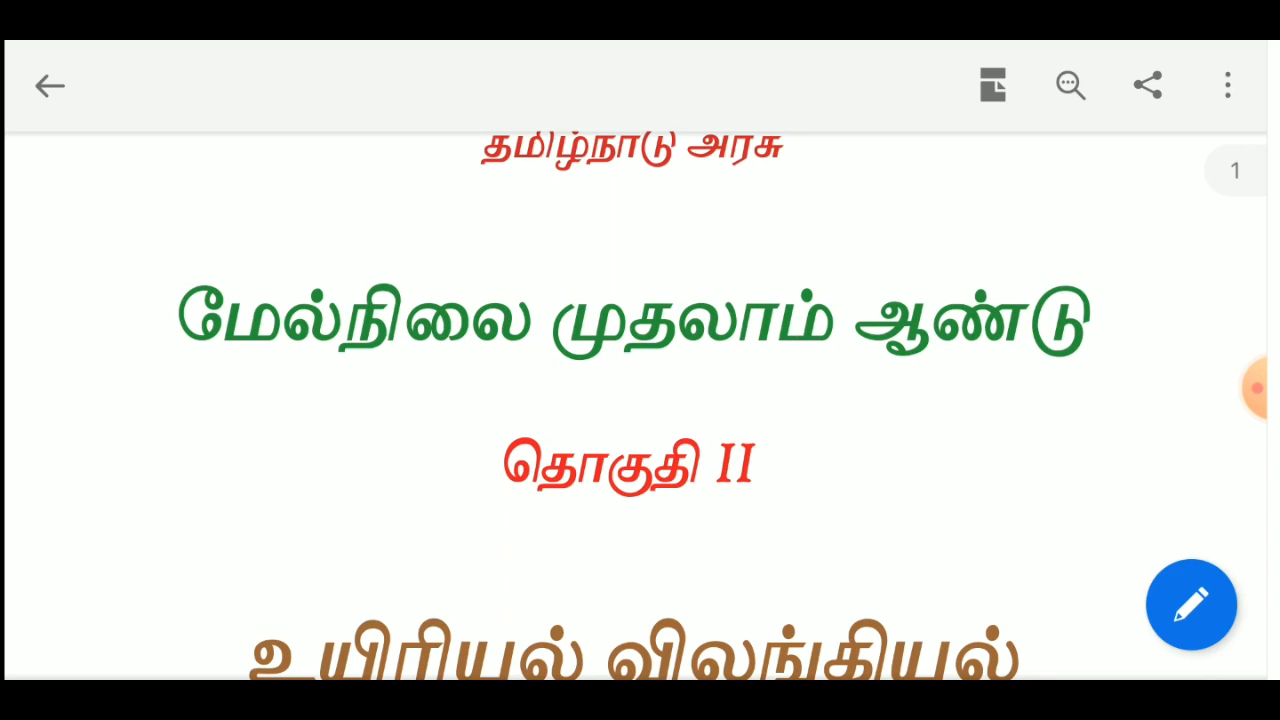 தமிழ்நாடு அரசு
1
மேல்நிலை முதலாம் ஆண்டு
தொகுதி II
உயிரியல் விலங்கியல்